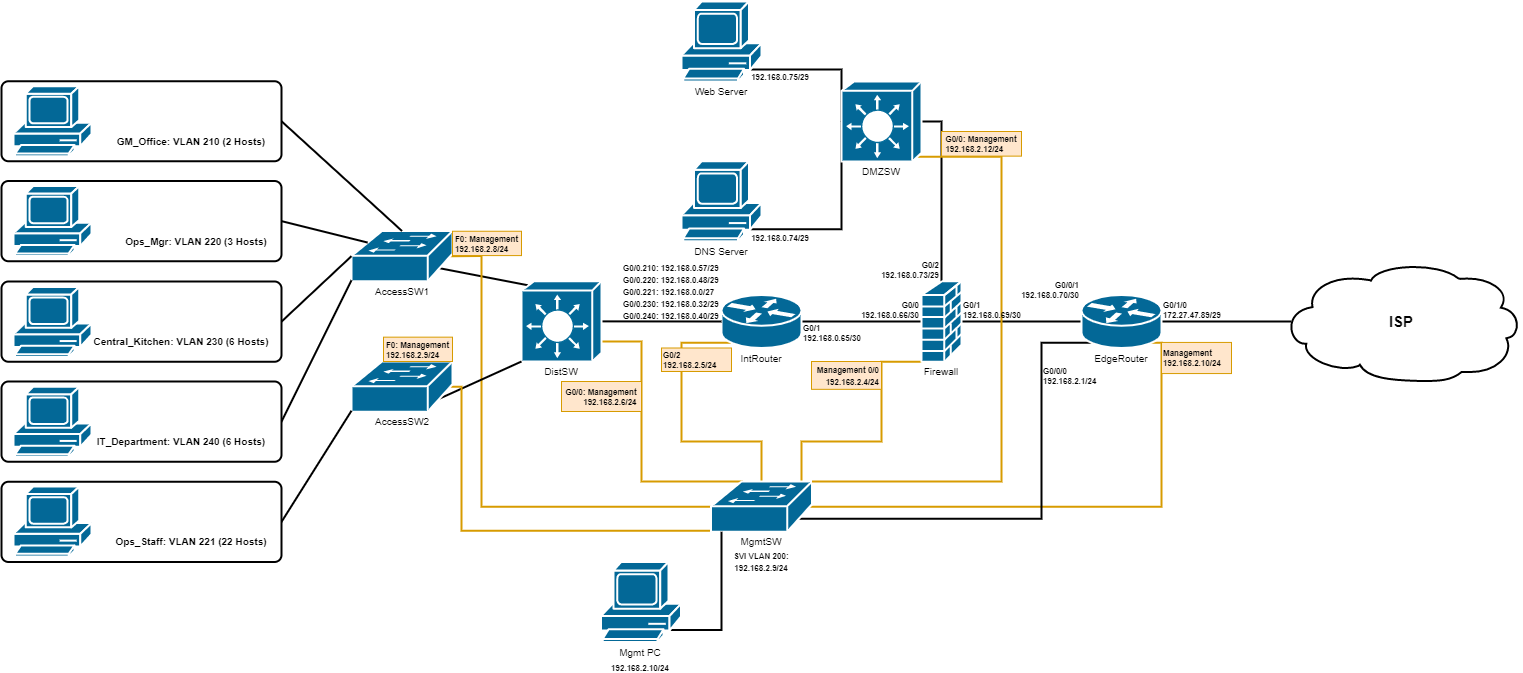 Web Server
192.168.0.75/29
DMZSW
G0/0: Management
192.168.2.12/24
DNS Server
192.168.0.74/29
GM_Office: VLAN 210 (2 Hosts)
Ops_Mgr: VLAN 220 (3 Hosts)
Central_Kitchen: VLAN 230 (6 Hosts)
IT_Department: VLAN 240 (6 Hosts)
Ops_Staff: VLAN 221 (22 Hosts)
F0: Management
192.168.2.8/24
AccessSW1
F0: Management
192.168.2.9/24
AccessSW2
DistSW
G0/0: Management
192.168.2.6/24
G0/0.210: 192.168.0.57/29
G0/0.220: 192.168.0.48/29
G0/0.221: 192.168.0.0/27
G0/0.230: 192.168.0.32/29
G0/0.240: 192.168.0.40/29
G0/1
192.168.0.65/30
IntRouter
G0/2
192.168.2.5/24
G0/2
192.168.0.73/29
G0/0
192.168.0.66/30
G0/1
192.168.0.69/30
Firewall
Management 0/0
192.168.2.4/24
G0/0/1
192.168.0.70/30
G0/1/0
172.27.47.89/29
EdgeRouter
Management
192.168.2.10/24
G0/0/0
192.168.2.1/24
ISP
MgmtSW
SVI VLAN 200:
192.168.2.9/24
Mgmt PC
192.168.2.10/24